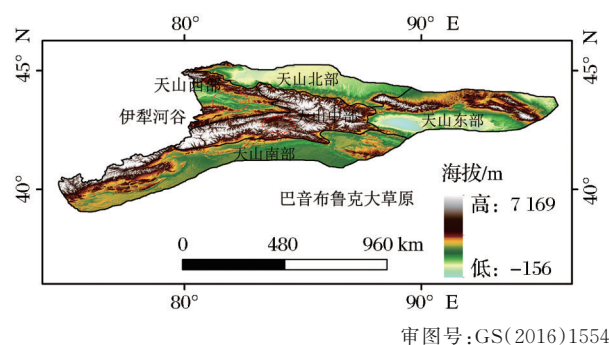 80° 90° E
N N
45° 45°
天山北部
天山西部
伊犁河谷
天山中部
天山东部
天山南部
海拔/m
40° 40°
巴音布鲁克大草原
高: 7 169
0 480 960 km
低: -156
80° 90° E
审图号:GS(2016)1554